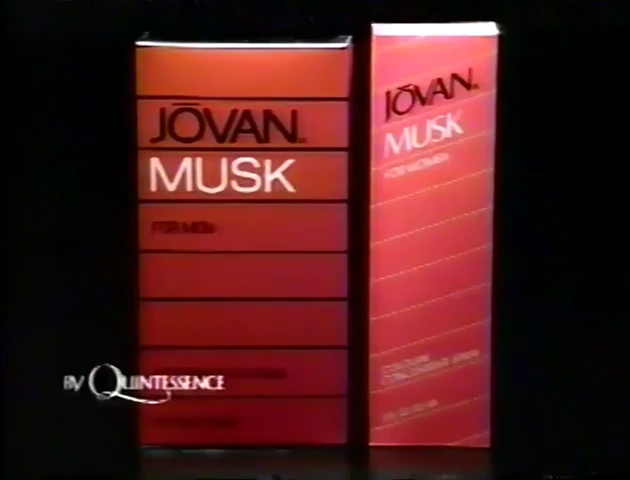 JŌVAN
MUSK
FOR MEN
JŌVAN
MUSK
FOR WOMEN
BY QUINTESSENCE